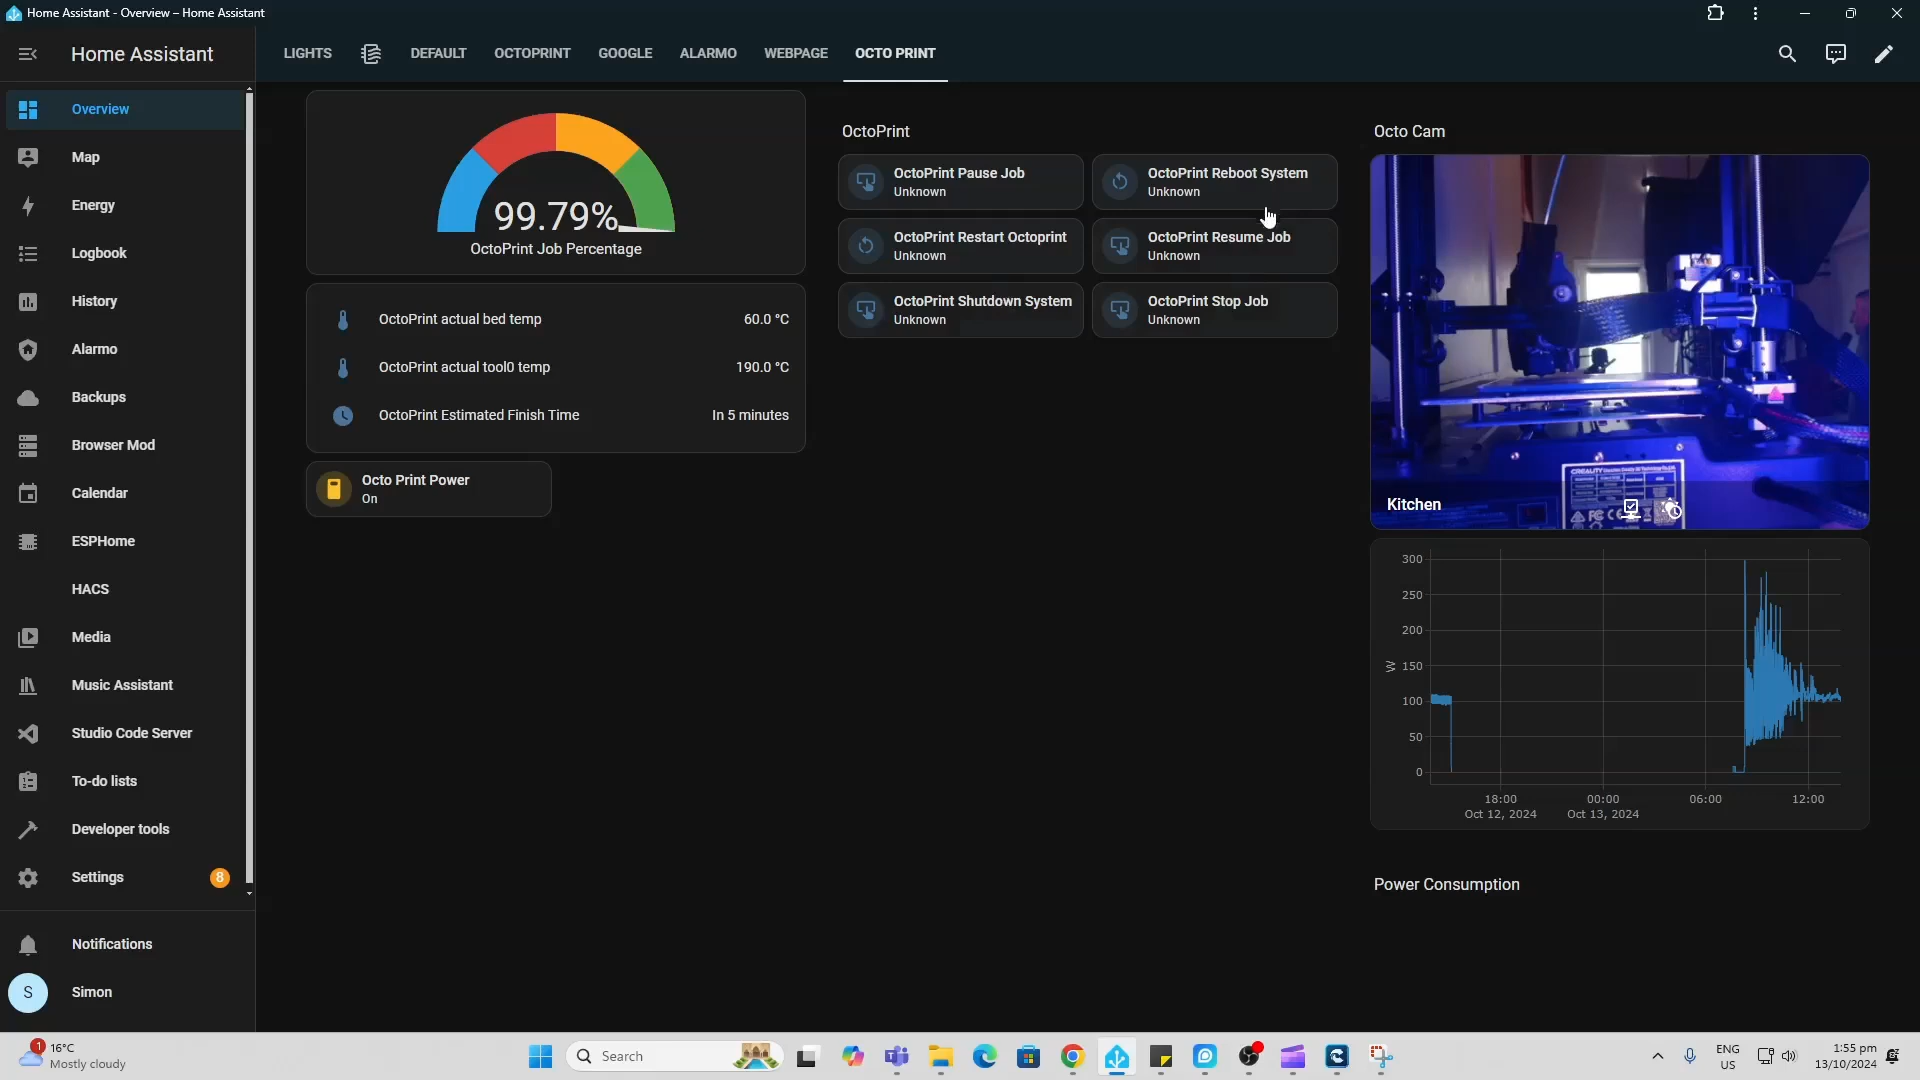 Home Assistant - Overview – Home Assistant
Home Assistant
LIGHTS
DEFAULT
OCTOPRINT
GOOGLE
ALARMO
WEBPAGE
OCTO PRINT
Overview
Map
Energy
Logbook
History
Alarmo
Backups
Browser Mod
Calendar
ESPHome
HACS
Media
Music Assistant
Studio Code Server
To-do lists
Developer tools
Settings
8
Notifications
S
Simon
99.79%
OctoPrint Job Percentage
OctoPrint actual bed temp
60.0 °C
OctoPrint actual tool0 temp
190.0 °C
OctoPrint Estimated Finish Time
In 5 minutes
Octo Print Power
On
OctoPrint
OctoPrint Pause Job
Unknown
OctoPrint Reboot System
Unknown
OctoPrint Restart Octoprint
Unknown
OctoPrint Resume Job
Unknown
OctoPrint Shutdown System
Unknown
OctoPrint Stop Job
Unknown
Octo Cam
CREALITY
Kitchen
300
250
200
150
100
50
0
W
18:00
Oct 12, 2024
00:00
Oct 13, 2024
06:00
12:00
Power Consumption
1
16°C
Mostly cloudy
Search
ENG
US
1:55 pm
13/10/2024